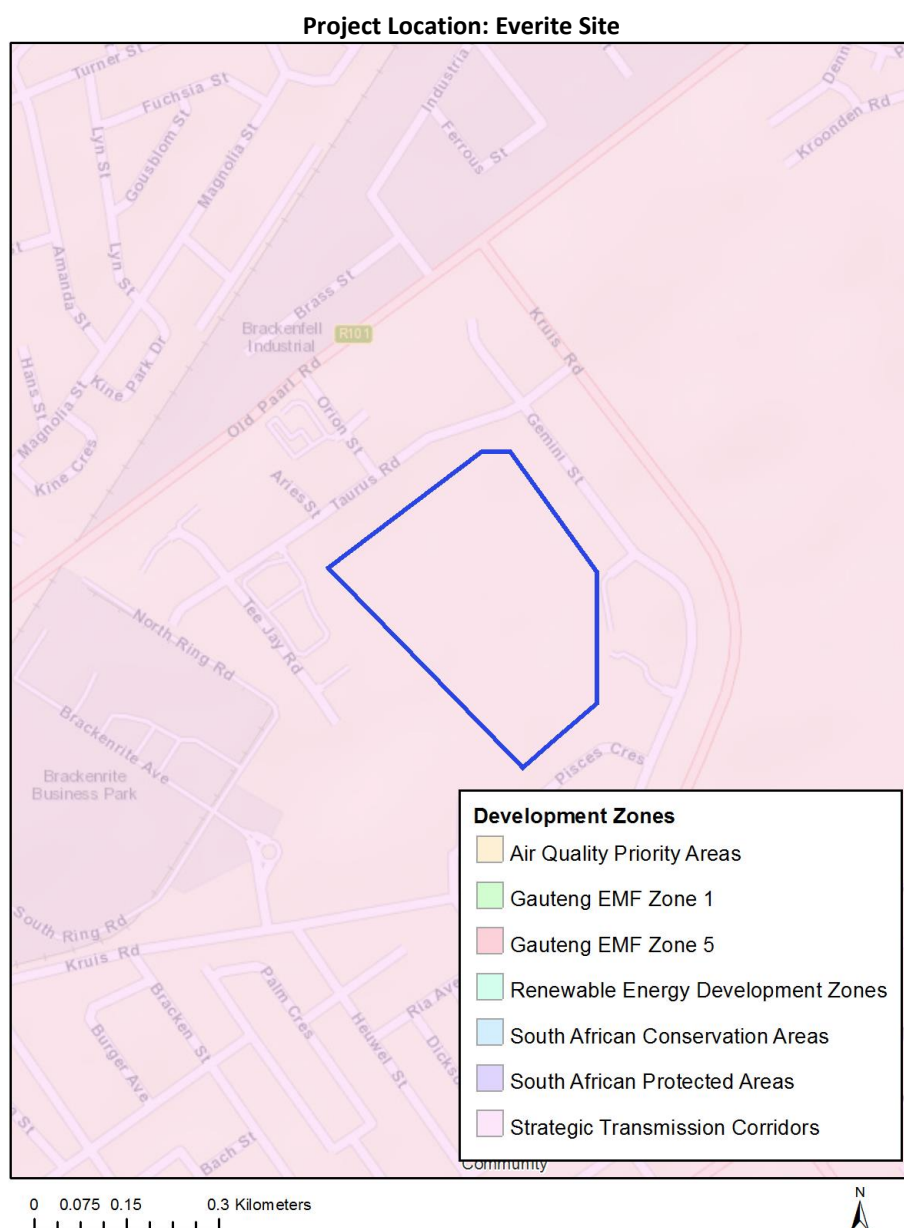 Project Location: Everite Site
Turner St
Fuchsia St
Lyn St
Gousblom St
Magnolia St
Industria
Ferrous St
Kroonden Rd
Amanda St
Lyn St
Brass St
Brackenfell
Industrial
R101
Kruis Rd
Hans St
Kine Park Dr
Magnolia St
Old Paarl Rd
Orion St
Gemini St
Kine Cres
Aries St
Taurus Rd
North Ring Rd
Tee Jay Rd
Brackenrite Ave
Brackenrite
Business Park
Pisces Cres
South Ring Rd
Kruis Rd
Palm Cres
Bracken St
Ria Ave
Burger Ave
Heuwel St
Bach St
Community
Development Zones
Air Quality Priority Areas
Gauteng EMF Zone 1
Gauteng EMF Zone 5
Renewable Energy Development Zones
South African Conservation Areas
South African Protected Areas
Strategic Transmission Corridors
0 0.075 0.15 0.3 Kilometers
N